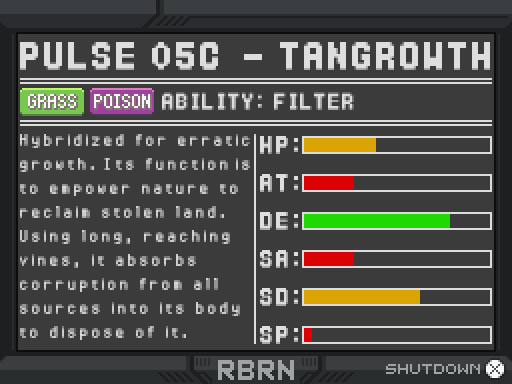 PULSE 05C - TANGROWTH
GRASS POISON ABILITY: FILTER
Hybridized for erratic
growth. Its function is
to empower nature to
reclaim stolen land.
Using long, reaching
vines, it absorbs
corruption from all
sources into its body
to dispose of it.
HP:
AT:
DE:
SA:
SD:
SP:
RBRN
SHUTDOWN